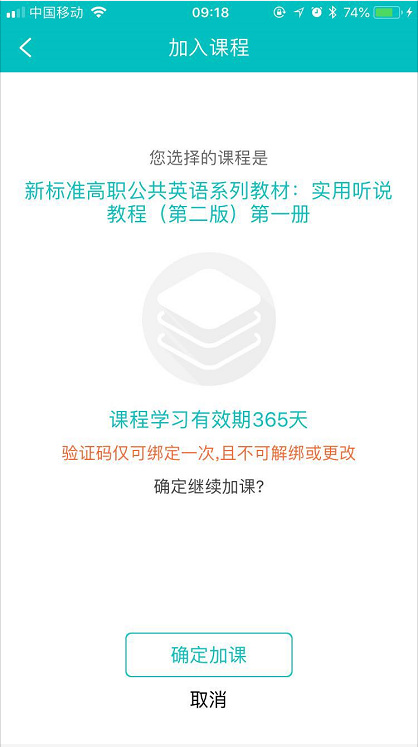 中国移动 09:18 74%
加入课程
您选择的课程是
新标准高职公共英语系列教材：实用听说
教程（第二版）第一册
课程学习有效期365天
验证码仅可绑定一次,且不可解绑或更改
确定继续加课?
确定加课
取消